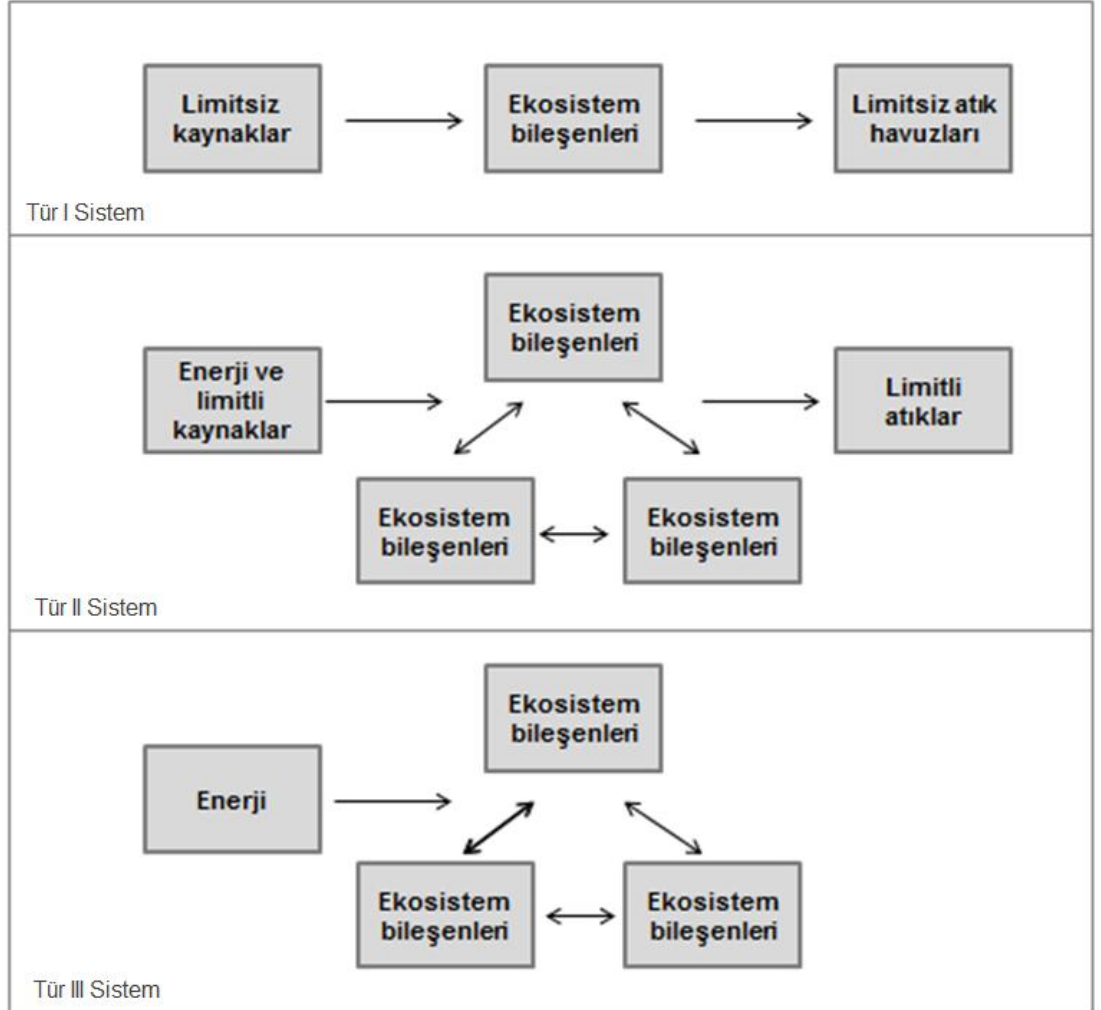 Limitsiz
kaynaklar
Ekosistem
bileşenleri
Limitsiz atık
havuzları
Tür I Sistem
Ekosistem
bileşenleri
Enerji ve
limitli
kaynaklar
Limitli
atıklar
Ekosistem
bileşenleri
Ekosistem
bileşenleri
Tür II Sistem
Ekosistem
bileşenleri
Enerji
Ekosistem
bileşenleri
Ekosistem
bileşenleri
Tür III Sistem